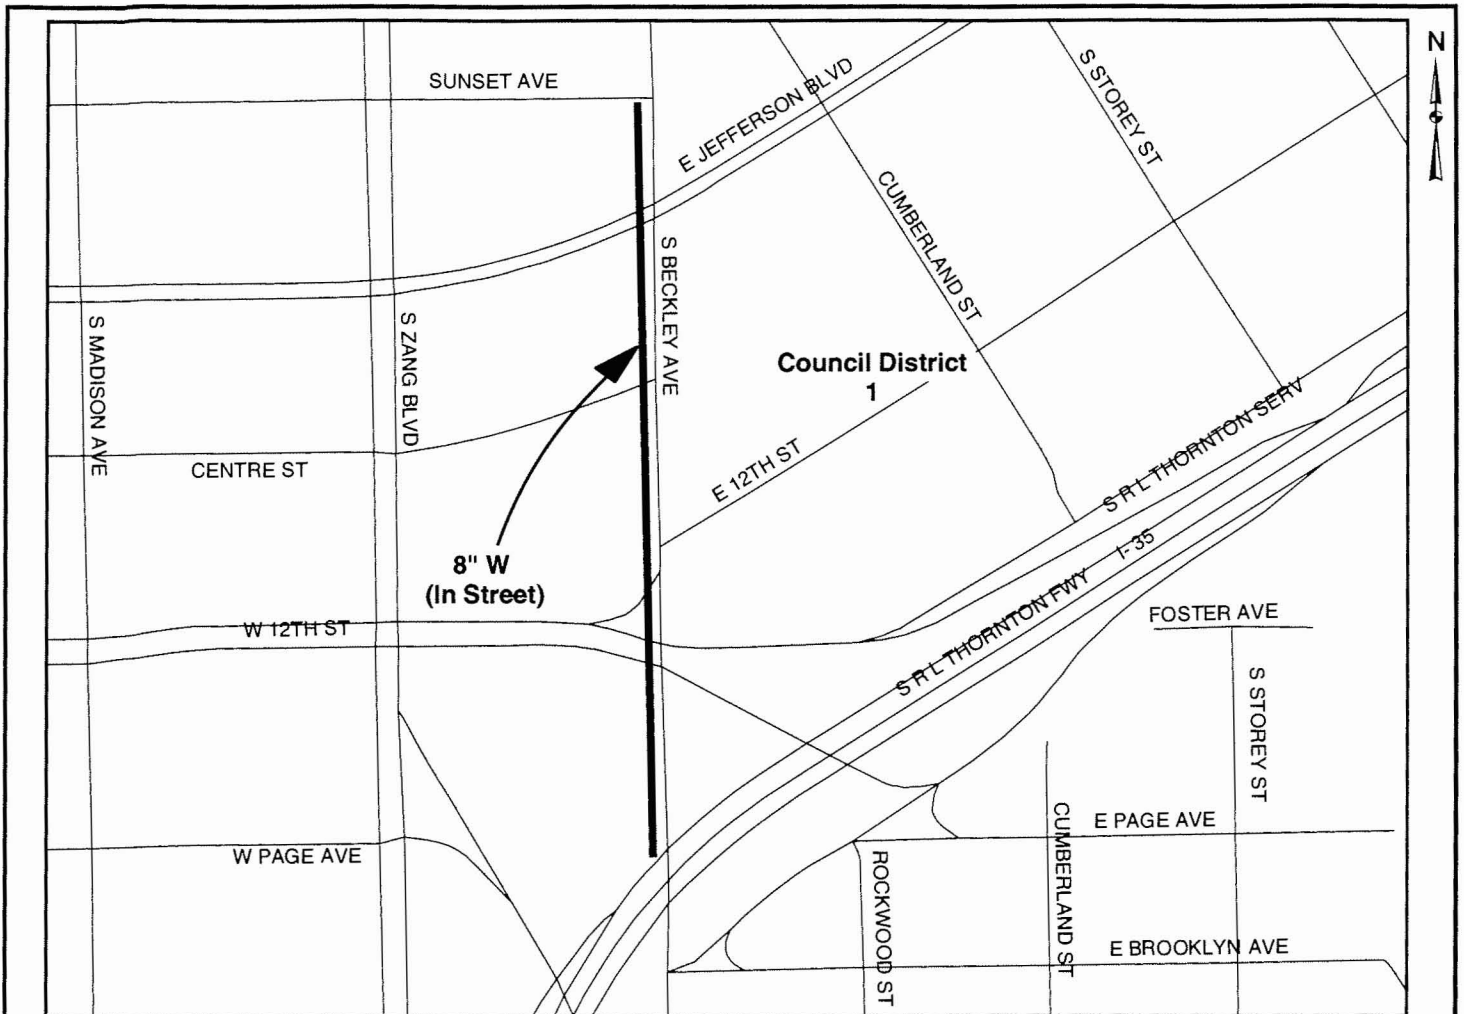 N
SUNSET AVE
E JEFFERSON BLVD
S STOREY ST
CUMBERLAND ST
S BECKLEY AVE
S MADISON AVE
S ZANG BLVD
Council District
1
CENTRE ST
E 12TH ST
S R L THORNTON SERV
8" W
(In Street)
I-35
S R L THORNTON FWY
W 12TH ST
FOSTER AVE
S STOREY ST
E PAGE AVE
CUMBERLAND ST
W PAGE AVE
ROCKWOOD ST
E BROOKLYN AVE